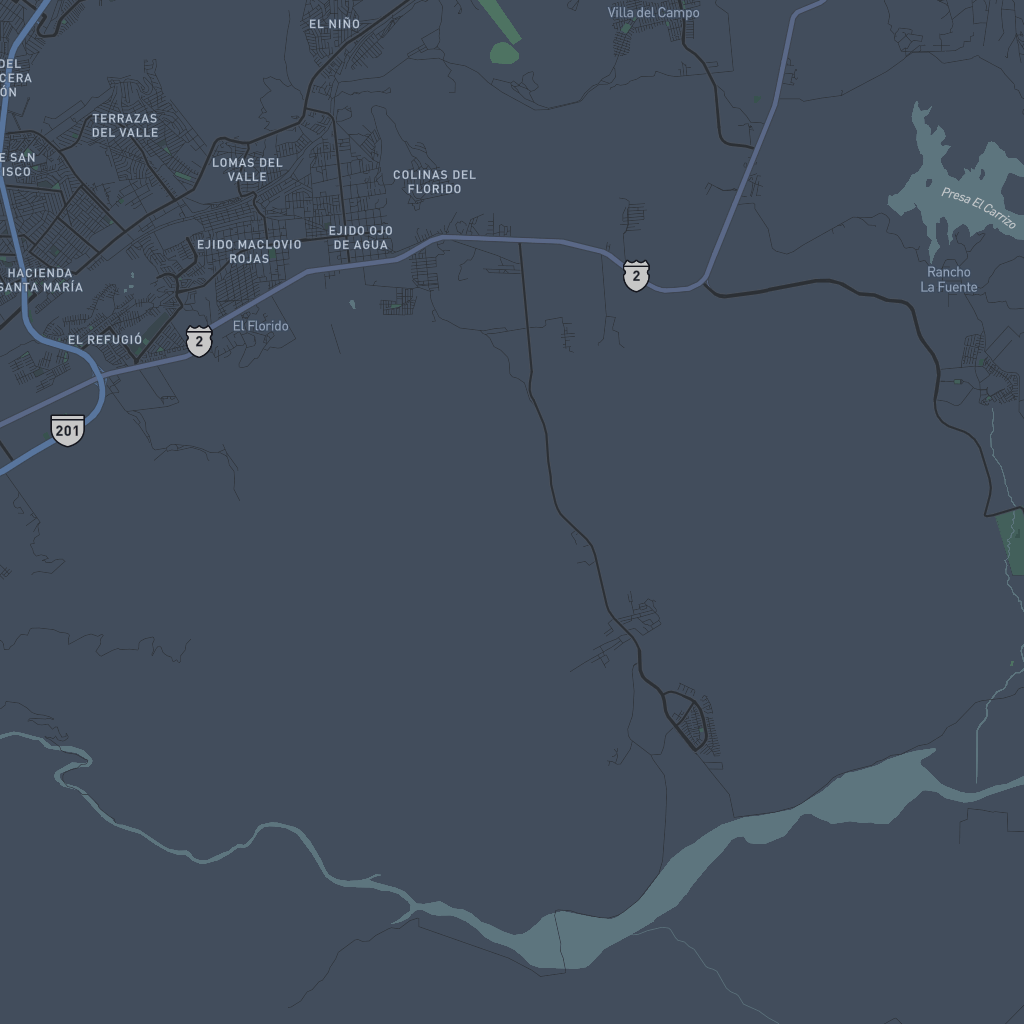 Villa del Campo
EL NIÑO
DEL
CERA
ÓN
TERRAZAS
DEL VALLE
E SAN
ISCO
LOMAS DEL
VALLE
COLINAS DEL
FLORIDO
Presa El Carrizo
EJIDO OJO
DE AGUA
EJIDO MACLOVIO
ROJAS
HACIENDA
SANTA MARÍA
2
Rancho
La Fuente
El Florido
EL REFUGIÓ
2
201